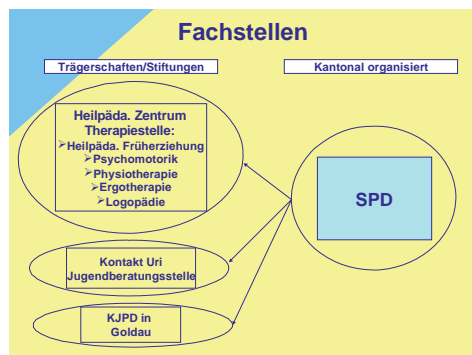 Fachstellen
Trägerschaften/Stiftungen
Kantonal organisiert
Heilpäda. Zentrum
Therapiestelle:
➢Heilpäda. Früherziehung
➢Psychomotorik
➢Physiotherapie
➢Ergotherapie
➢Logopädie
SPD
Kontakt Uri
Jugendberatungsstelle
KJPD in
Goldau